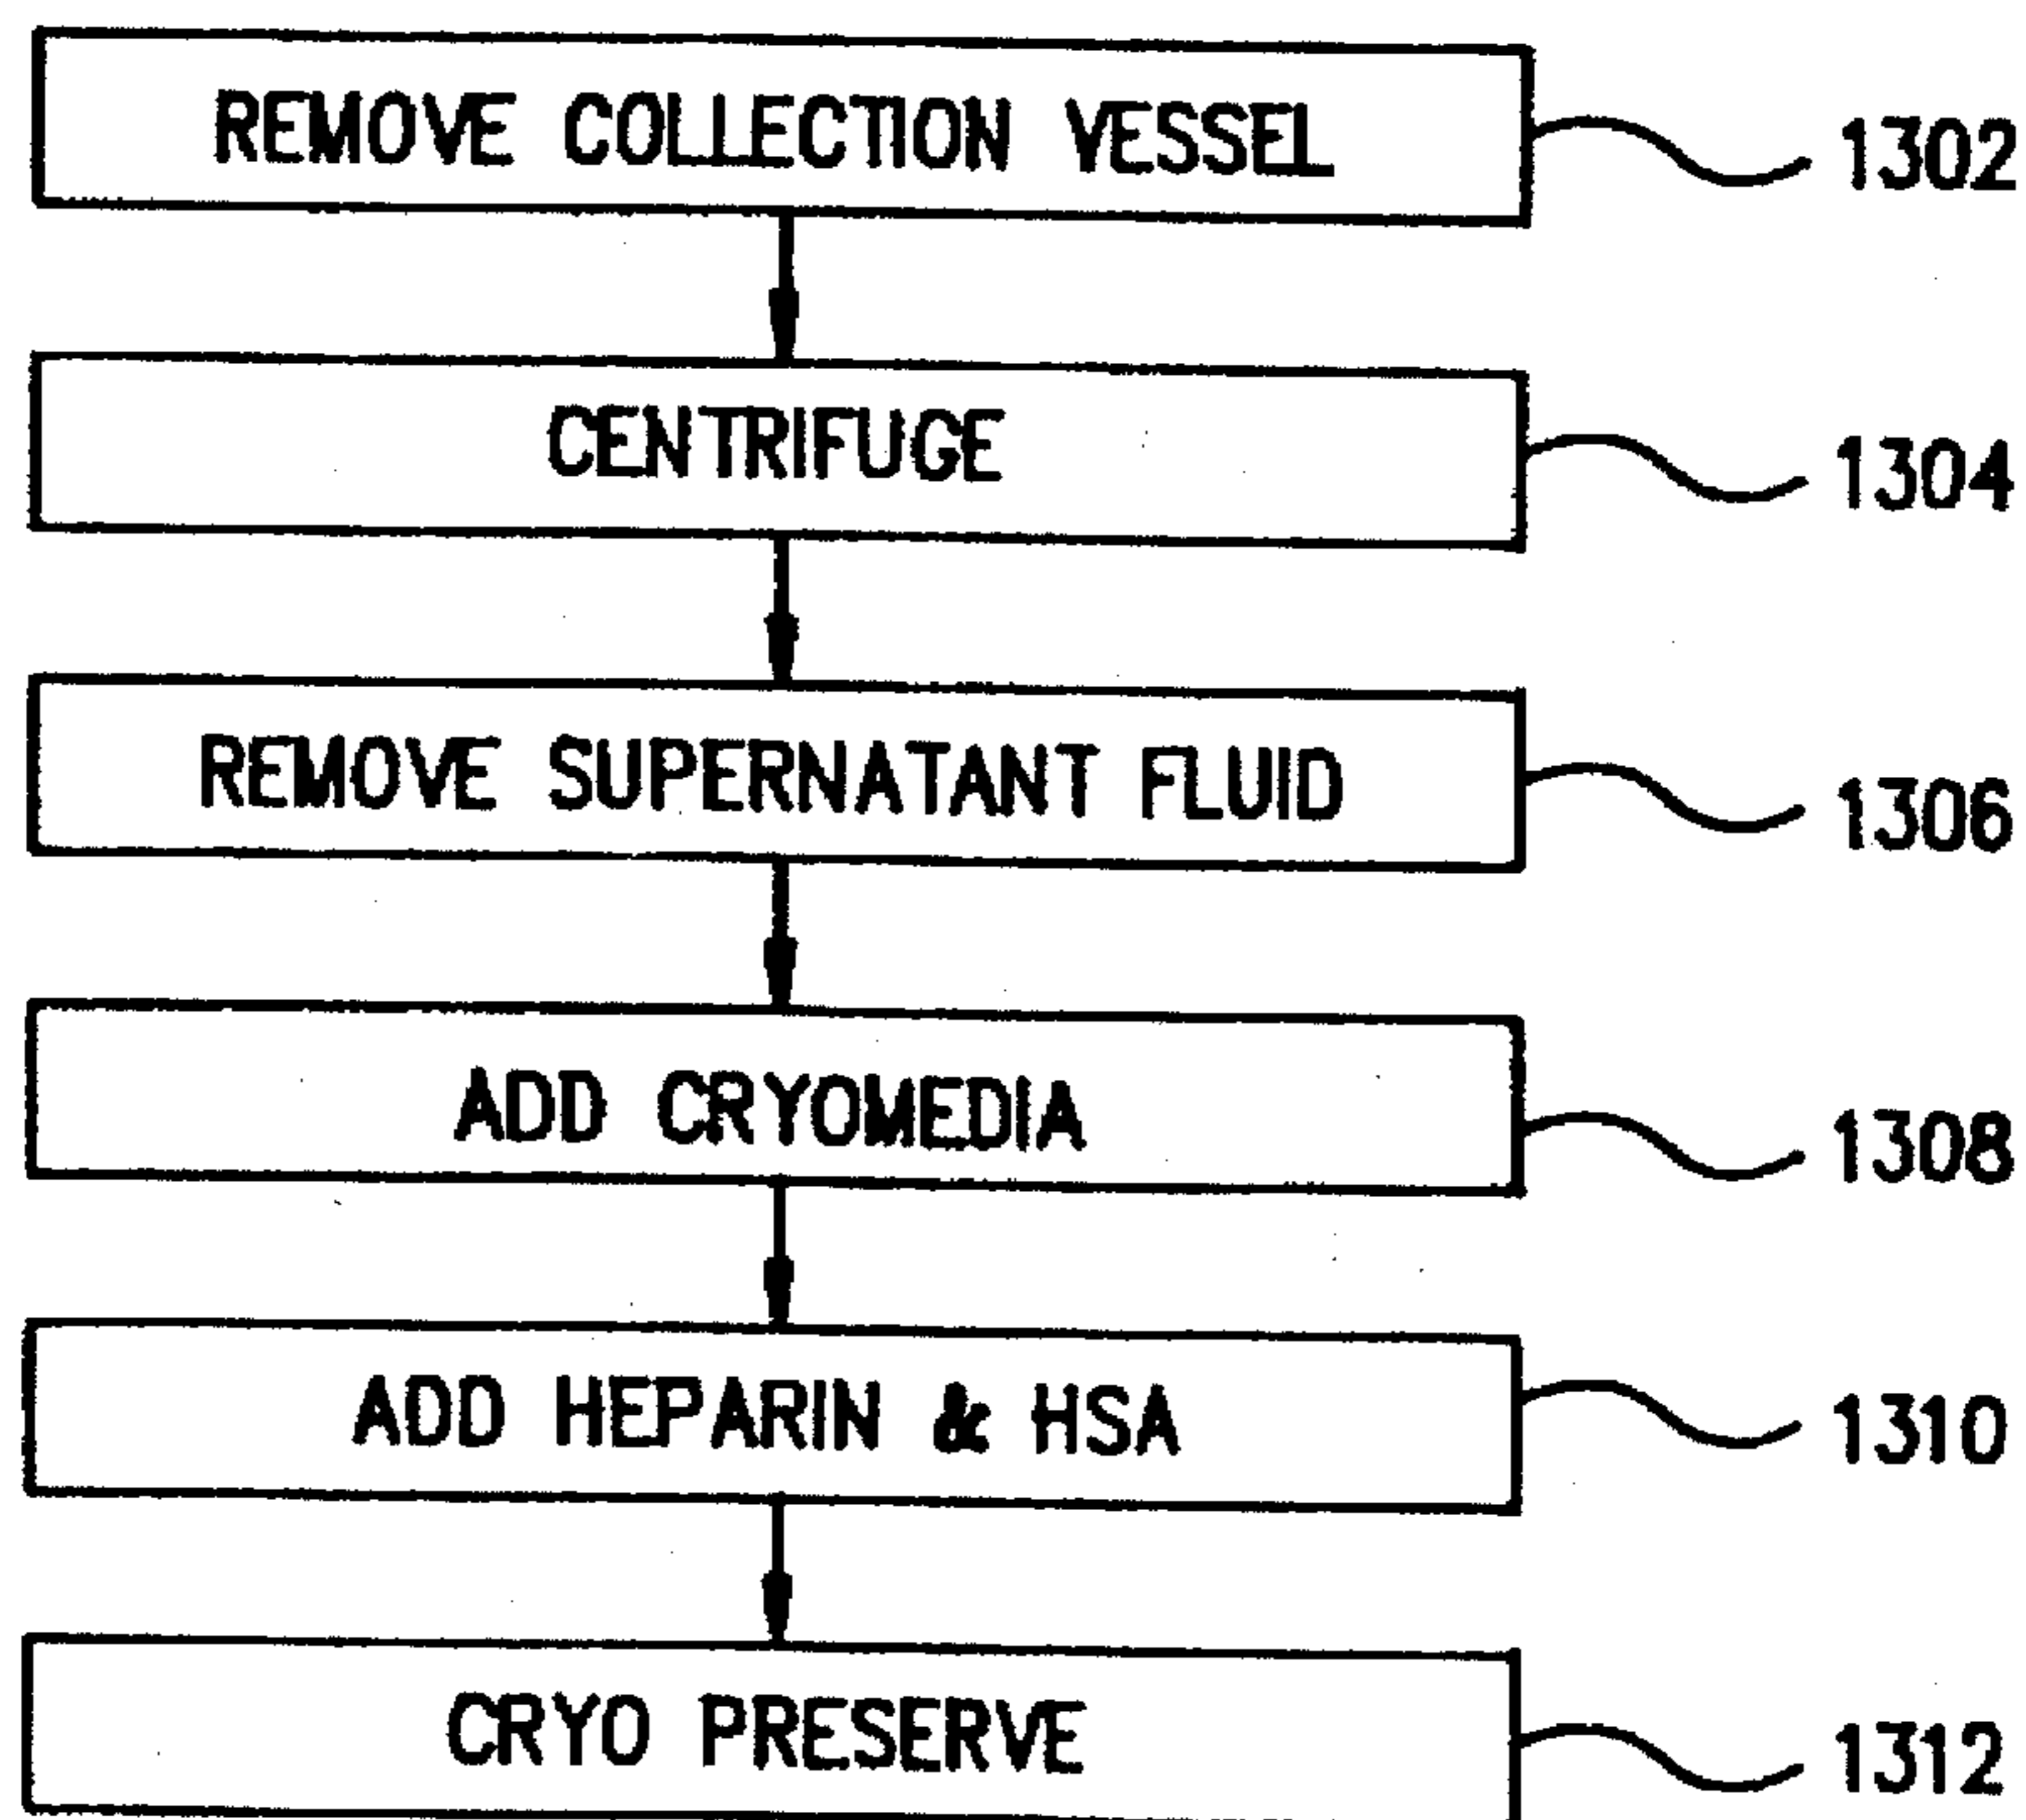 REMOVE COLLECTION VESSEL 1302
CENTRIFUGE 1304
REMOVE SUPERNATANT FLUID 1306
ADD CRYOMEDIA 1308
ADD HEPARIN & HSA 1310
CRYO PRESERVE 1312